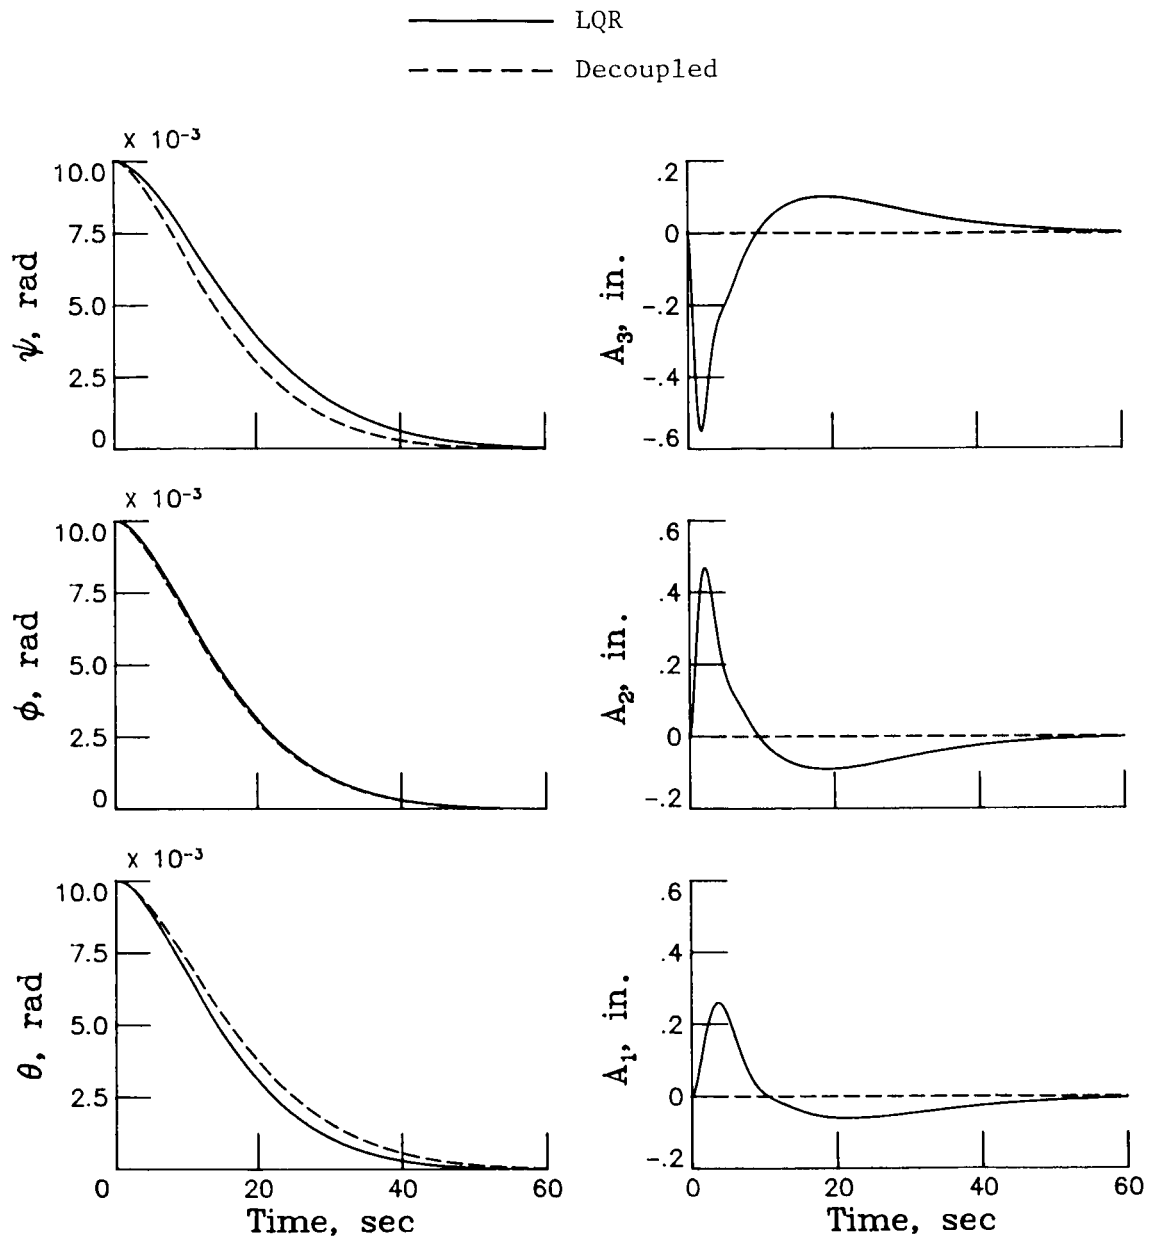 LQR
Decoupled
X 10⁻³
10.0
7.5
5.0
2.5
0
ψ, rad
.2
0
-.2
-.4
-.6
A₃, in.
X 10⁻³
10.0
7.5
5.0
2.5
0
ϕ, rad
.6
.4
.2
0
-.2
A₂, in.
X 10⁻³
10.0
7.5
5.0
2.5
θ, rad
0 20 40 60
Time, sec
.6
.4
.2
0
-.2
A₁, in.
0 20 40 60
Time, sec